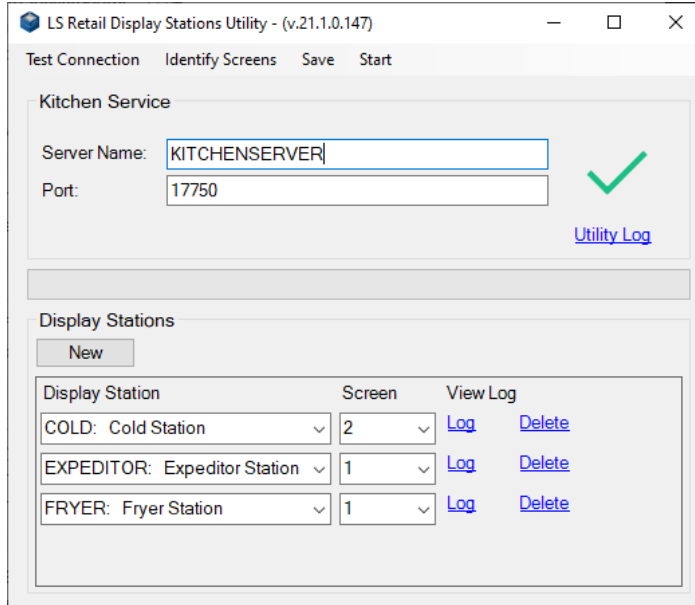 LS Retail Display Stations Utility - (v.21.1.0.147)
Test Connection Identify Screens Save Start
Kitchen Service
Server Name: KITCHENSERVER
Port: 17750
Utility Log
Display Stations
New
Display Station Screen View Log
COLD: Cold Station 2 Log Delete
EXPEDITOR: Expeditor Station 1 Log Delete
FRYER: Fryer Station 1 Log Delete